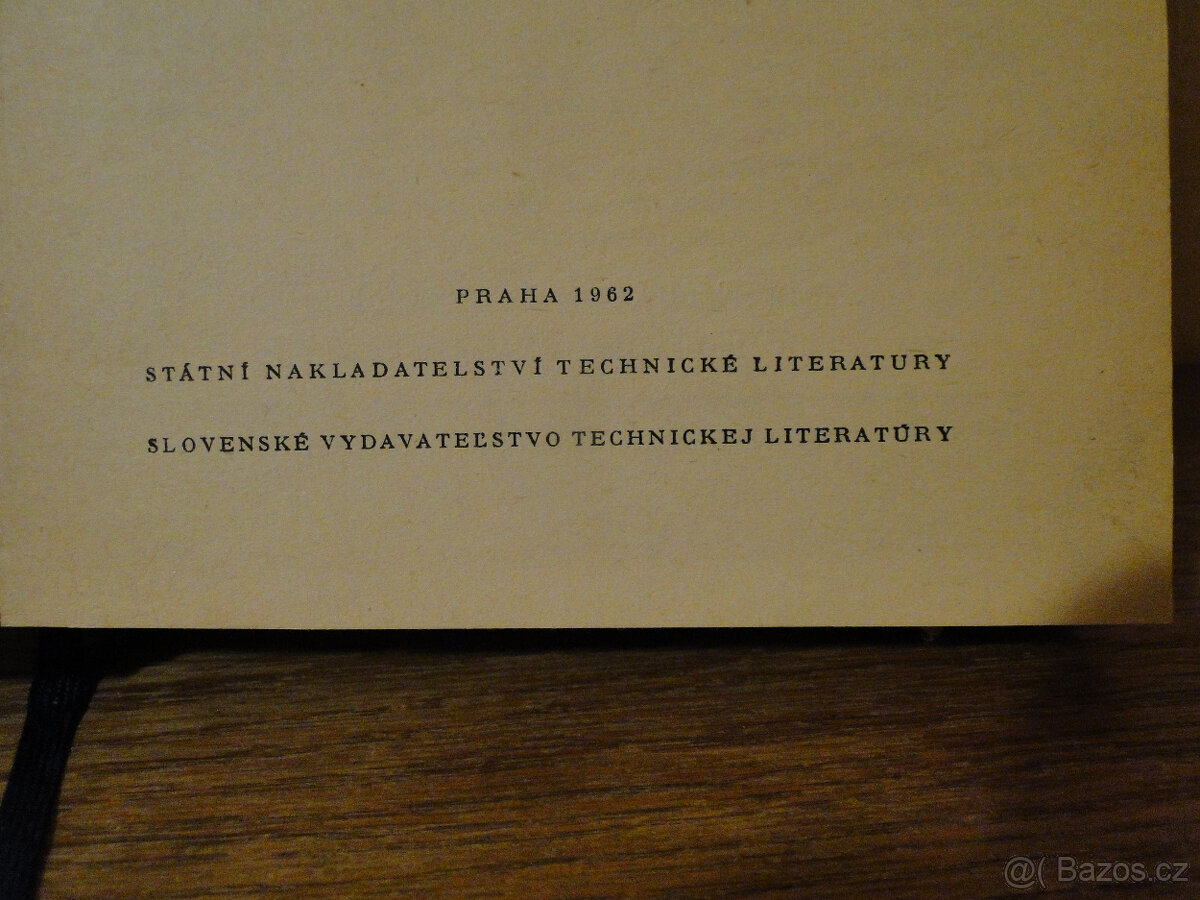 PRAHA 1962
STÁTNÍ NAKLADATELSTVÍ TECHNICKÉ LITERATURY
SLOVENSKÉ VYDAVATEĽSTVO TECHNICKEJ LITERATÚRY
@( Bazos.cz